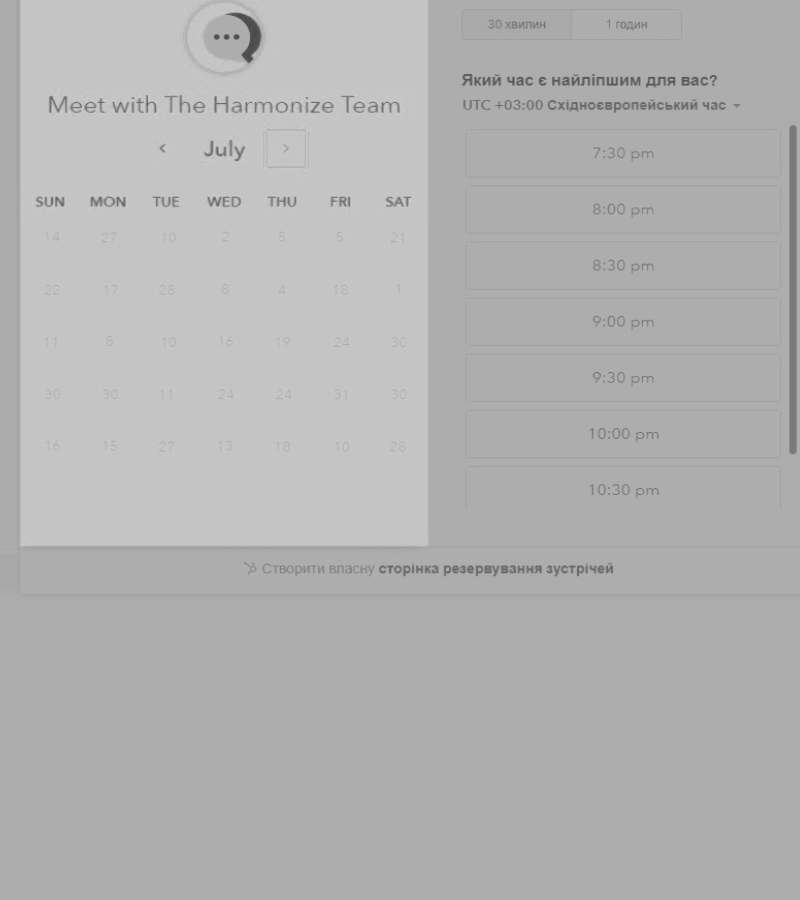 Meet with The Harmonize Team
July
SUN MON TUE WED THU FRI SAT
14 27 10 2 5 5 21
22 17 28 8 4 18 1
11 8 10 16 19 24 30
30 30 11 24 24 31 30
16 15 27 13 18 10 28
30 хвилин 1 годин
Який час є найліпшим для вас?
UTC +03:00 Східноєвропейський час
7:30 pm
8:00 pm
8:30 pm
9:00 pm
9:30 pm
10:00 pm
10:30 pm
Створити власну сторінка резервування зустрічей